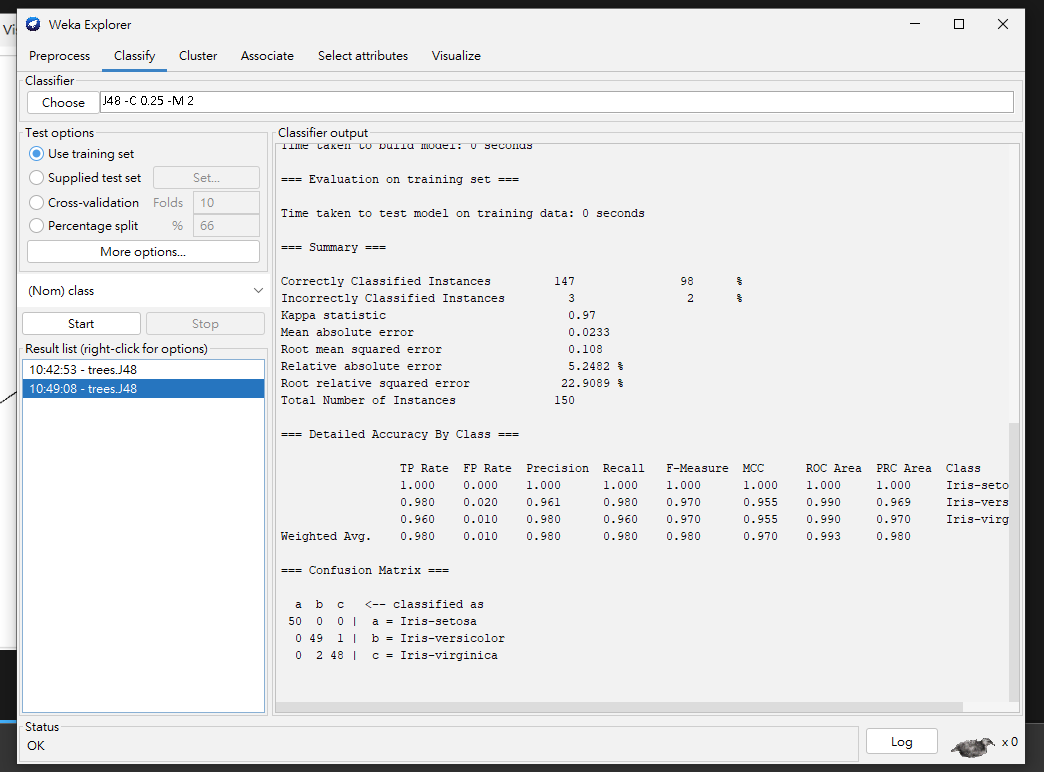 Vis
Weka Explorer
Preprocess Classify Cluster Associate Select attributes Visualize
Classifier
Choose J48 -C 0.25 -M 2
Test options
Use training set
Supplied test set Set...
Cross-validation Folds 10
Percentage split % 66
More options...
(Nom) class
Start Stop
Result list (right-click for options)
10:42:53 - trees.J48
10:49:08 - trees.J48
Classifier output
Time taken to build model: 0 seconds
=== Evaluation on training set ===
Time taken to test model on training data: 0 seconds
=== Summary ===
Correctly Classified Instances 147 98 %
Incorrectly Classified Instances 3 2 %
Kappa statistic 0.97
Mean absolute error 0.0233
Root mean squared error 0.108
Relative absolute error 5.2482 %
Root relative squared error 22.9089 %
Total Number of Instances 150
=== Detailed Accuracy By Class ===
TP Rate FP Rate Precision Recall F-Measure MCC ROC Area PRC Area Class
1.000 0.000 1.000 1.000 1.000 1.000 1.000 1.000 Iris-seto
0.980 0.020 0.961 0.980 0.970 0.955 0.990 0.969 Iris-vers
0.960 0.010 0.980 0.960 0.970 0.955 0.990 0.970 Iris-virg
Weighted Avg. 0.980 0.010 0.980 0.980 0.980 0.970 0.993 0.980
=== Confusion Matrix ===
a b c <-- classified as
50 0 0 | a = Iris-setosa
0 49 1 | b = Iris-versicolor
0 2 48 | c = Iris-virginica
Status
OK
Log x 0